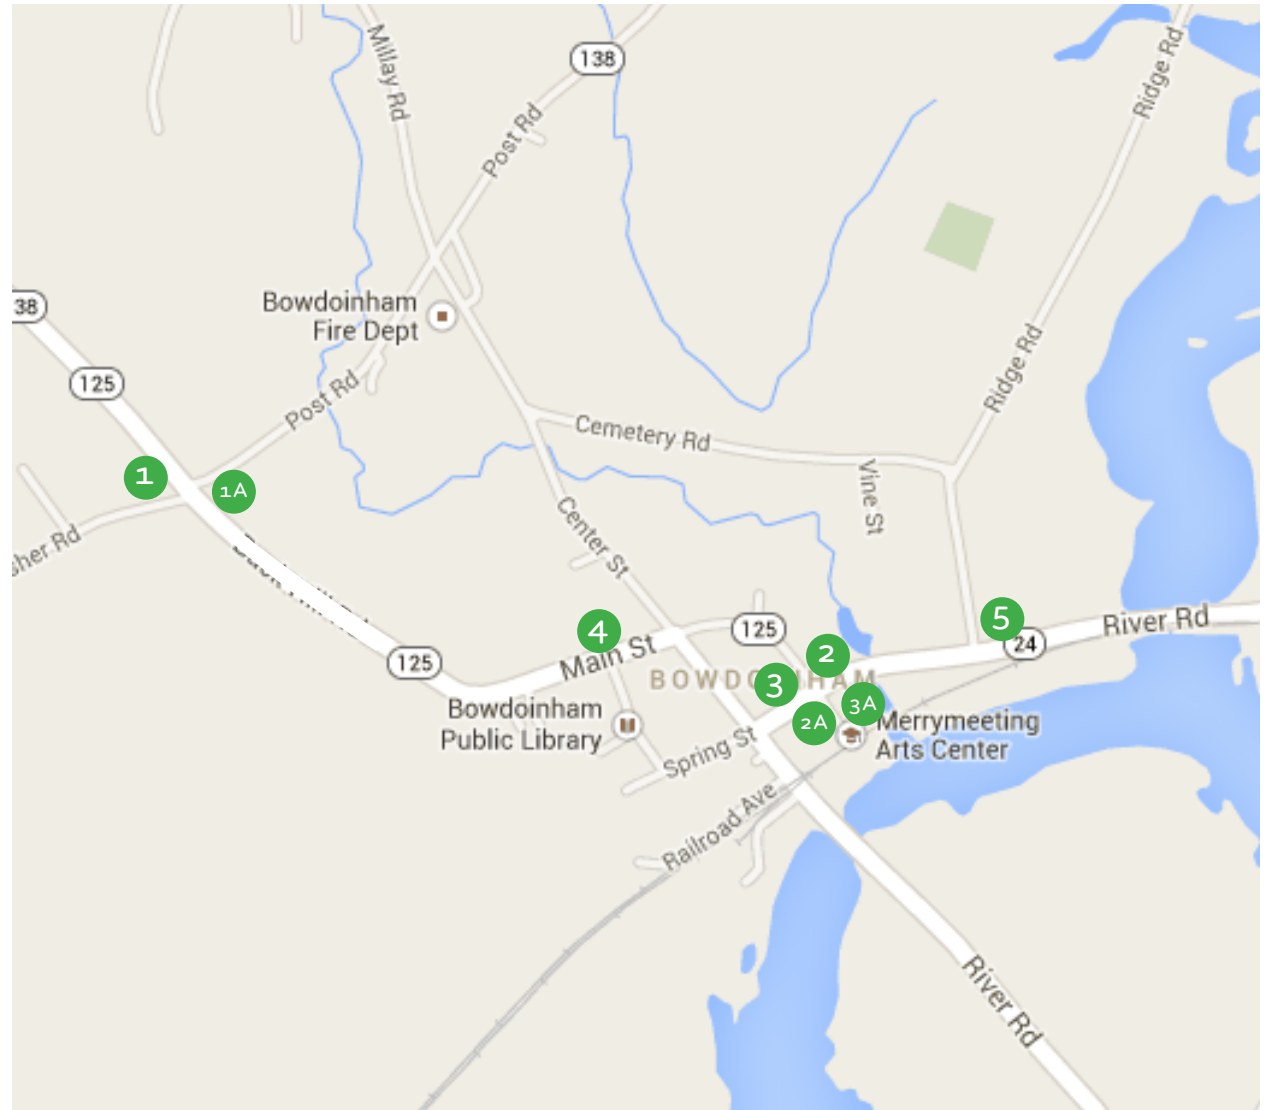 Millay Rd
138
Post Rd
Ridge Rd
Bowdoinham
Fire Dept
38
125
Post Rd
Ridge Rd
Cemetery Rd
Vine St
1
1A
sher Rd
Center St
4
125
5
24
River Rd
Main St
125
2
BOWDOINHAM
3
3A
2A
Bowdoinham
Public Library
Merrymeeting
Arts Center
Spring St
Railroad Ave
River Rd